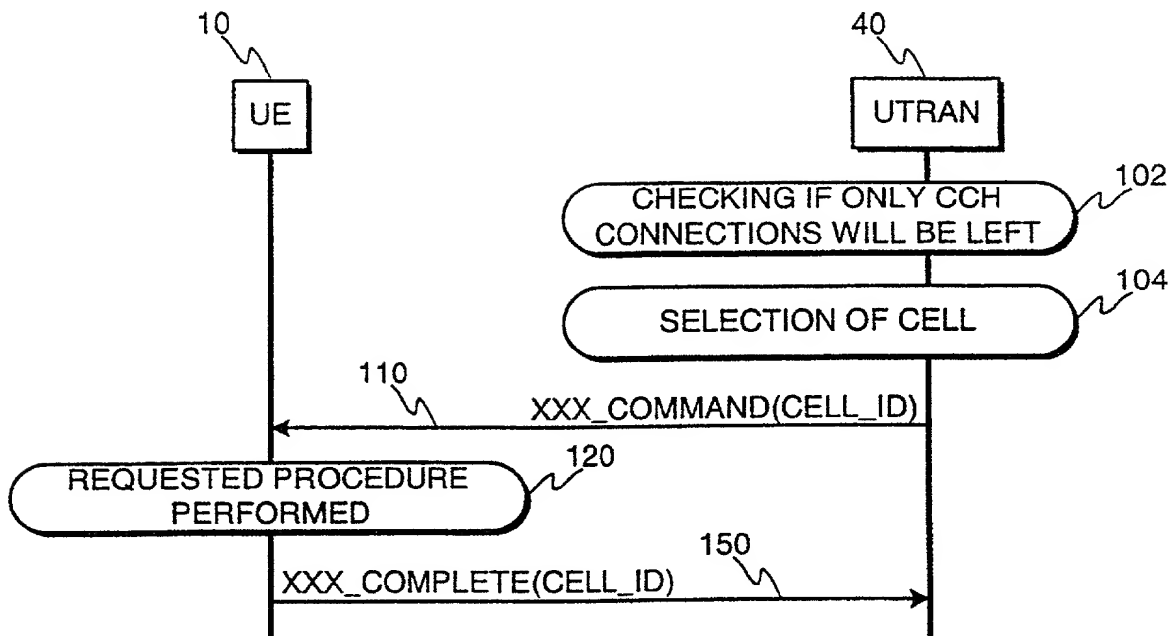 10
40
UE
UTRAN
102
CHECKING IF ONLY CCH
CONNECTIONS WILL BE LEFT
104
SELECTION OF CELL
110
XXX_COMMAND(CELL_ID)
120
REQUESTED PROCEDURE
PERFORMED
150
XXX_COMPLETE(CELL_ID)